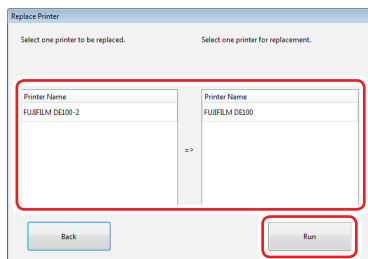 Replace Printer
Select one printer to be replaced.
Select one printer for replacement.
Printer Name
FUJIFILM DE100-2
=>
Printer Name
FUJIFILM DE100
Back
Run